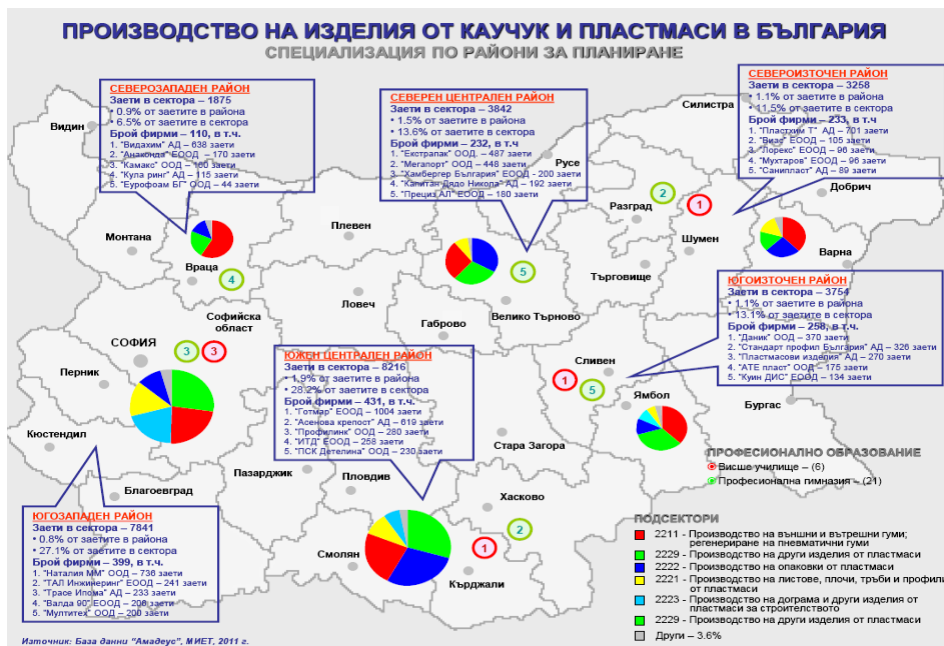 ПРОИЗВОДСТВО НА ИЗДЕЛИЯ ОТ КАУЧУК И ПЛАСТМАСИ В БЪЛГАРИЯ
СПЕЦИАЛИЗАЦИЯ ПО РАЙОНИ ЗА ПЛАНИРАНЕ
СЕВЕРОЗАПАДЕН РАЙОН
Заети в сектора – 1875
• 0.9% от заетите в района
• 6.5% от заетите в сектора
Брой фирми – 110, в т.ч.
1. "Видахим" АД – 638 заети
2. "Анаконда" ЕООД – 170 заети
3. "Камакс" ООД – 160 заети
4. "Кула ринг" АД – 115 заети
5. "Еурофоам БГ" ООД – 44 заети
СЕВЕРЕН ЦЕНТРАЛЕН РАЙОН
Заети в сектора – 3842
• 1.5% от заетите в района
• 13.6% от заетите в сектора
Брой фирми – 232, в т.ч
1. "Екстрапак" ООД – 487 заети
2. "Мегапорт" ООД – 448 заети
3. "Хамбергер България" ЕООД - 200 заети
4. "Капитан Дядо Никола" АД – 192 заети
5. "Прециз АЛ" ЕООД – 180 заети
СЕВЕРОИЗТОЧЕН РАЙОН
Заети в сектора – 3258
• 1.1% от заетите в района
• 11.5% от заетите в сектора
Брой фирми – 233, в т.ч
1. "Пластхим Т" АД – 701 заети
2. "Виас" ЕООД – 105 заети
3. "Лорекс" ООД – 96 заети
4. "Мухтаров" ЕООД – 96 заети
5. "Санипласт" АД – 89 заети
Видин
Силистра
Русе
Добрич
2
1
Разград
Монтана
Плевен
Шумен
Варна
Враца
4
5
Търговище
Ловеч
Велико Търново
Софийска
област
Габрово
ЮГОИЗТОЧЕН РАЙОН
Заети в сектора – 3754
• 1.1% от заетите в района
• 13.1% от заетите в сектора
Брой фирми – 258, в т.ч.
1. "Даник" ООД – 370 заети
2. "Стандарт профил България" АД – 326 заети
3. "Пластмасови изделия" АД – 270 заети
4. "АТЕ пласт" ООД – 175 заети
5. "Куин ДИС" ЕООД – 134 заети
СОФИЯ
3
3
Перник
ЮЖЕН ЦЕНТРАЛЕН РАЙОН
Заети в сектора – 8216
• 1.9% от заетите в района
• 28.2% от заетите в сектора
Брой фирми – 431, в т.ч.
1. "Готмар" ЕООД – 1004 заети
2. "Асенова крепост" АД – 619 заети
3. "Профилинк" ООД – 280 заети
4. "ИТД" ЕООД – 258 заети
5. "ПСК Детелина" ООД – 230 заети
Сливен
1
5
Ямбол
Бургас
Кюстендил
Стара Загора
Пазарджик
Благоевград
Пловдив
Хасково
2
1
Смолян
Кърджали
ЮГОЗАПАДЕН РАЙОН
Заети в сектора – 7841
• 0.8% от заетите в района
• 27.1% от заетите в сектора
Брой фирми – 399, в т.ч.
1. "Наталия ММ" ООД – 736 заети
2. "ТАЛ Инжинеринг" ЕООД – 241 заети
3. "Трасе Ипома" АД – 233 заети
4. "Валда 90" ЕООД – 206 заети
5. "Мултитех" ООД – 200 заети
ПРОФЕСИОНАЛНО ОБРАЗОВАНИЕ
Висше училище – (6)
Професионална гимназия – (21)
ПОДСЕКТОРИ
2211 - Производство на външни и вътрешни гуми;
регенериране на пневматични гуми
2229 - Производство на други изделия от пластмаси
2222 - Производство на опаковки от пластмаси
2221 - Производство на листове, плочи, тръби и профили
от пластмаси
2223 - Производство на дограма и други изделия от
пластмаси за строителството
2229 - Производство на други изделия от пластмаси
Други – 3.6%
Източник: База данни "Амадеус", МИЕТ, 2011 г.